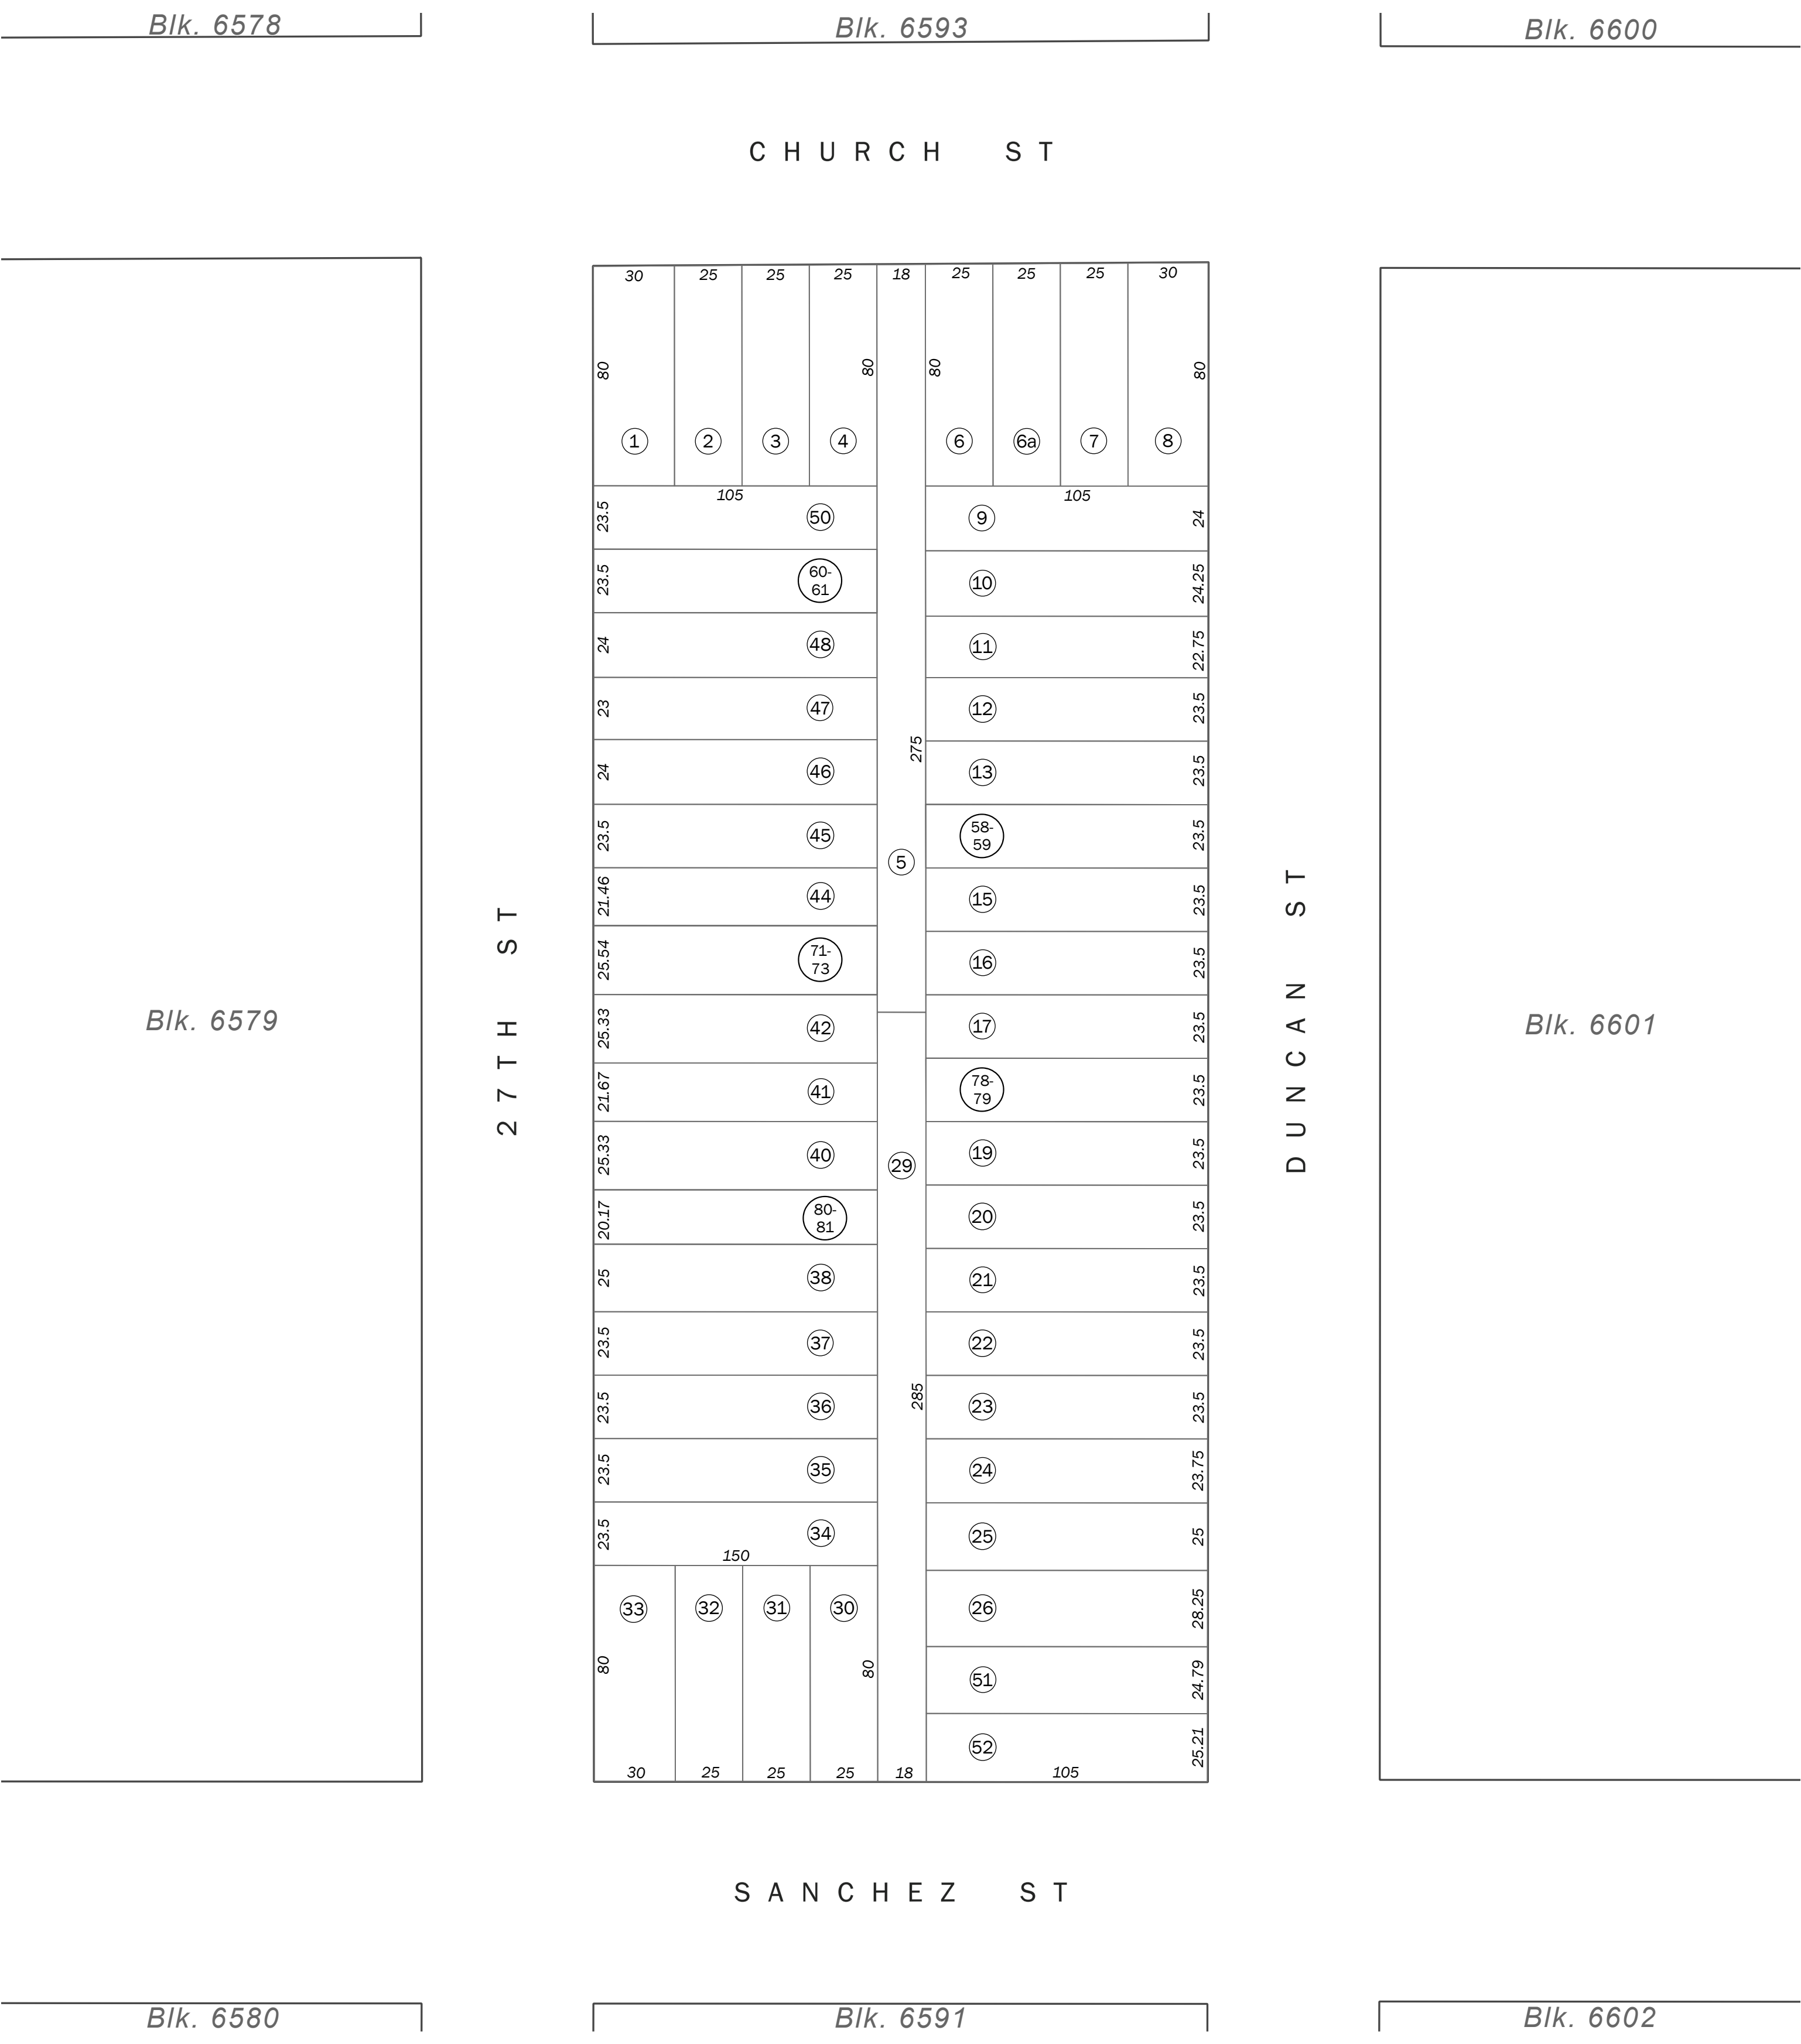 Blk. 6578
Blk. 6593
Blk. 6600
CHURCH ST
30 25 25 25 18 25 25 25 30
80 80 80 80
1 2 3 4 6 6a 7 8
105 105
23.5 50 9 24
23.5 60-
61 10 24.25
24 48 11 22.75
23 47 12 23.5
275
24 46 13 23.5
23.5 45 58-
59 23.5
5
21.46 44 15 23.5
25.54 71-
73 16 23.5
25.33 42 17 23.5
21.67 41 78-
79 23.5
25.33 40 19 23.5
29
20.17 80-
81 20 23.5
25 38 21 23.5
23.5 37 22 23.5
285
23.5 36 23 23.5
23.5 35 24 23.75
23.5 34 25 25
150
33 32 31 30 26 28.25
80 80 51 24.79
52 25.21
30 25 25 25 18 105
27TH ST
DUNCAN ST
Blk. 6579
Blk. 6601
SANCHEZ ST
Blk. 6580
Blk. 6591
Blk. 6602